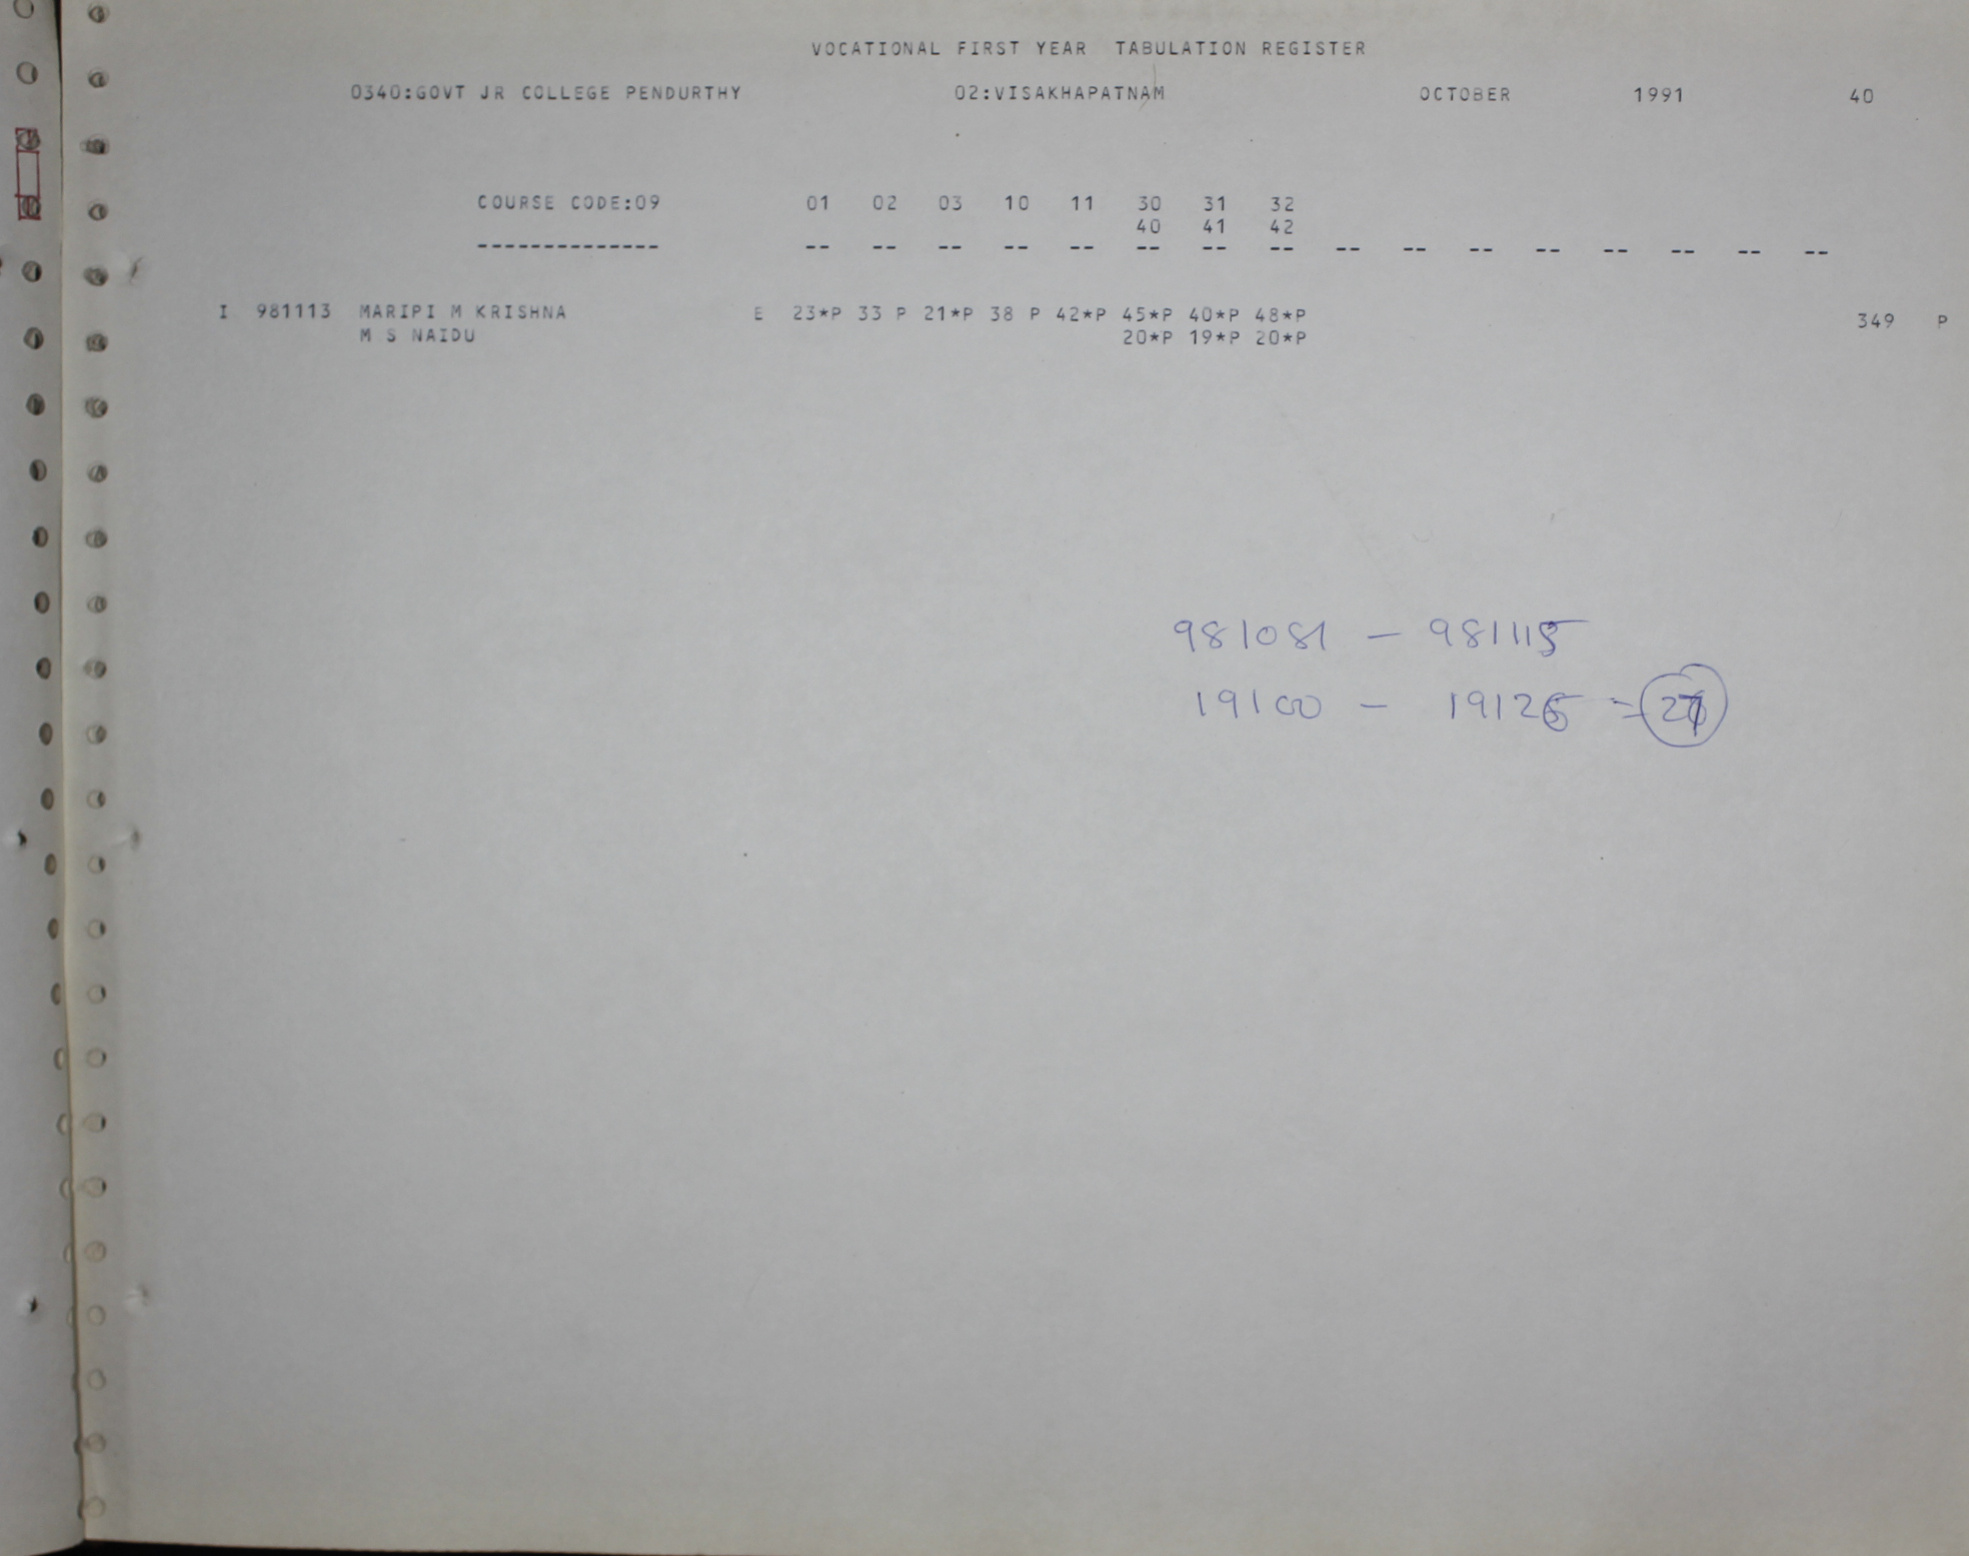 VOCATIONAL FIRST YEAR TABULATION REGISTER
0340:GOVT JR COLLEGE PENDURTHY 02:VISAKHAPATNAM OCTOBER 1991 40
COURSE CODE:09 01 02 03 10 11 30 31 32
40 41 42
-------------- -- -- -- -- -- -- -- -- -- -- -- -- -- -- -- --
I 981113 MARIPI M KRISHNA E 23*P 33 P 21*P 38 P 42*P 45*P 40*P 48*P 349 P
M S NAIDU 20*P 19*P 20*P
981081 - 981115
19100 - 19126 = 27